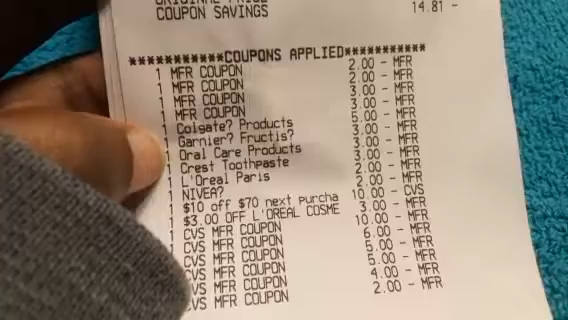 COUPON SAVINGS 14.81 -
***********COUPONS APPLIED***********
1 MFR COUPON 2.00 - MFR
1 MFR COUPON 2.00 - MFR
1 MFR COUPON 3.00 - MFR
1 MFR COUPON 3.00 - MFR
1 Colgate? Products 5.00 - MFR
1 Garnier? Fructis? 3.00 - MFR
1 Oral Care Products 3.00 - MFR
1 Crest Toothpaste 3.00 - MFR
1 L'Oreal Paris 2.00 - MFR
1 NIVEA? 2.00 - MFR
1 $10 off $70 next purcha 10.00 - CVS
1 $3.00 OFF L'OREAL COSME 3.00 - MFR
1 CVS MFR COUPON 10.00 - MFR
1 CVS MFR COUPON 6.00 - MFR
CVS MFR COUPON 5.00 - MFR
CVS MFR COUPON 5.00 - MFR
CVS MFR COUPON 4.00 - MFR
VS MFR COUPON 2.00 - MFR